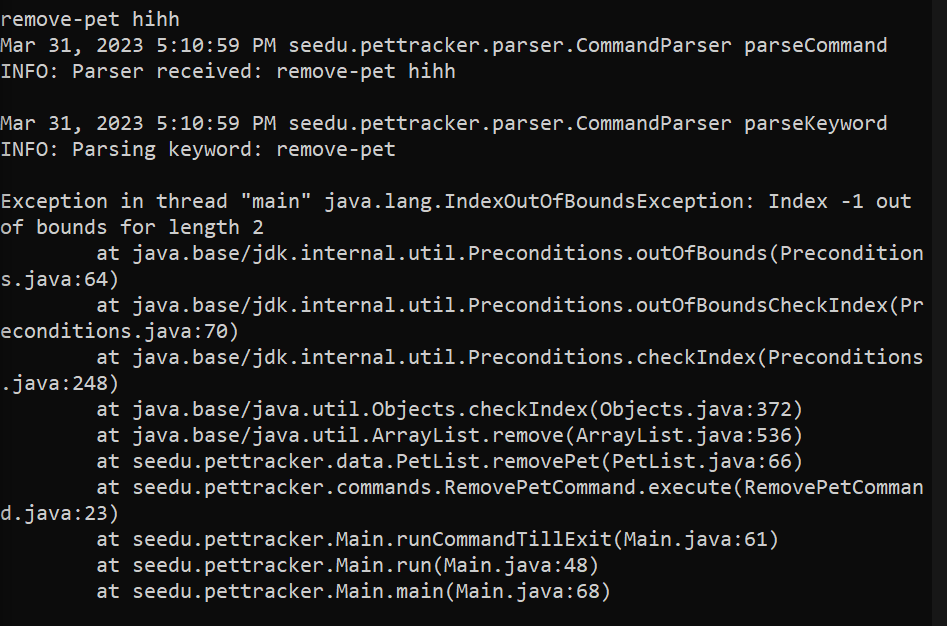 remove-pet hihh
Mar 31, 2023 5:10:59 PM seedu.pettracker.parser.CommandParser parseCommand
INFO: Parser received: remove-pet hihh
Mar 31, 2023 5:10:59 PM seedu.pettracker.parser.CommandParser parseKeyword
INFO: Parsing keyword: remove-pet
Exception in thread "main" java.lang.IndexOutOfBoundsException: Index -1 out
of bounds for length 2
at java.base/jdk.internal.util.Preconditions.outOfBounds(Precondition
s.java:64)
at java.base/jdk.internal.util.Preconditions.outOfBoundsCheckIndex(Pr
econditions.java:70)
at java.base/jdk.internal.util.Preconditions.checkIndex(Preconditions
.java:248)
at java.base/java.util.Objects.checkIndex(Objects.java:372)
at java.base/java.util.ArrayList.remove(ArrayList.java:536)
at seedu.pettracker.data.PetList.removePet(PetList.java:66)
at seedu.pettracker.commands.RemovePetCommand.execute(RemovePetComman
d.java:23)
at seedu.pettracker.Main.runCommandTillExit(Main.java:61)
at seedu.pettracker.Main.run(Main.java:48)
at seedu.pettracker.Main.main(Main.java:68)